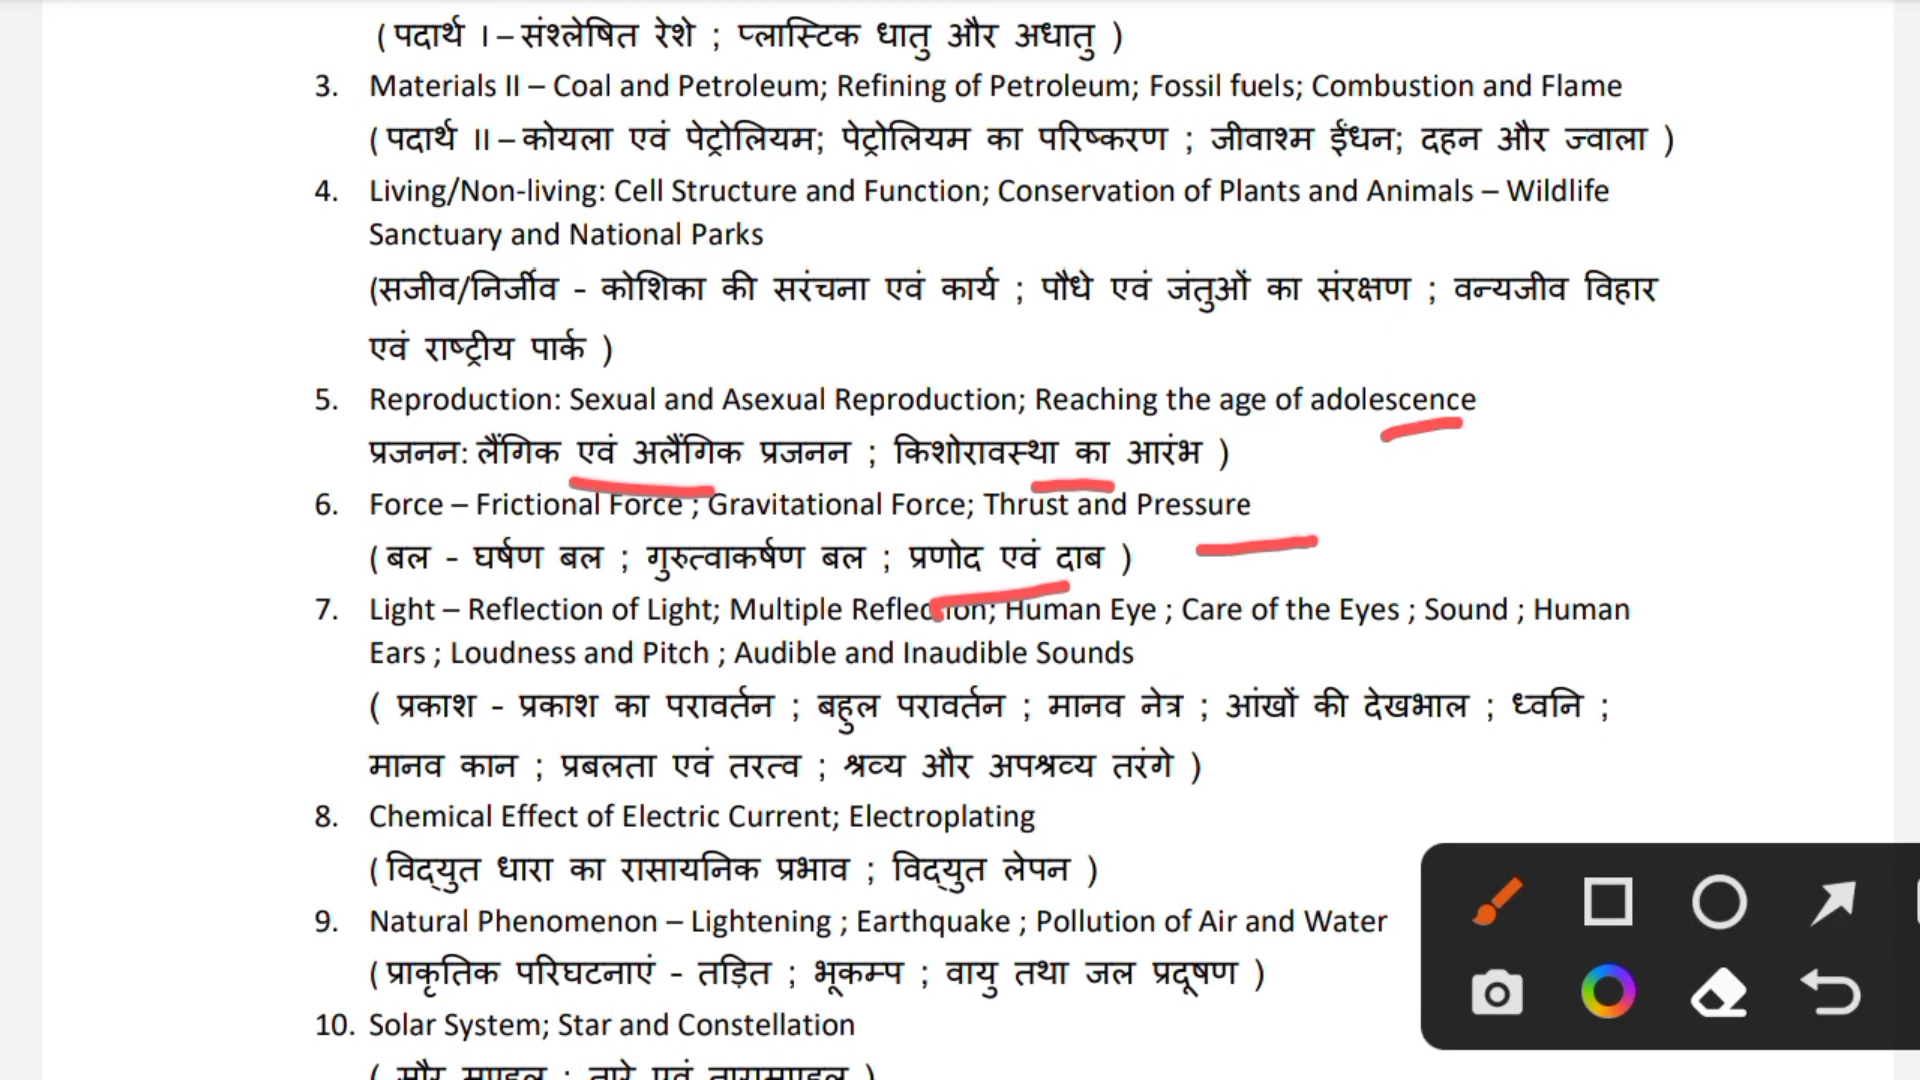 ( पदार्थ I – संश्लेषित रेशे ; प्लास्टिक धातु और अधातु )
3. Materials II – Coal and Petroleum; Refining of Petroleum; Fossil fuels; Combustion and Flame
( पदार्थ II – कोयला एवं पेट्रोलियम; पेट्रोलियम का परिष्करण ; जीवाश्म ईंधन; दहन और ज्वाला )
4. Living/Non-living: Cell Structure and Function; Conservation of Plants and Animals – Wildlife
Sanctuary and National Parks
(सजीव/निर्जीव - कोशिका की सरंचना एवं कार्य ; पौधे एवं जंतुओं का संरक्षण ; वन्यजीव विहार
एवं राष्ट्रीय पार्क )
5. Reproduction: Sexual and Asexual Reproduction; Reaching the age of adolescence
प्रजनन: लैंगिक एवं अलैंगिक प्रजनन ; किशोरावस्था का आरंभ )
6. Force – Frictional Force ; Gravitational Force; Thrust and Pressure
( बल - घर्षण बल ; गुरुत्वाकर्षण बल ; प्रणोद एवं दाब )
7. Light – Reflection of Light; Multiple Reflection; Human Eye ; Care of the Eyes ; Sound ; Human
Ears ; Loudness and Pitch ; Audible and Inaudible Sounds
( प्रकाश - प्रकाश का परावर्तन ; बहुल परावर्तन ; मानव नेत्र ; आंखों की देखभाल ; ध्वनि ;
मानव कान ; प्रबलता एवं तरत्व ; श्रव्य और अपश्रव्य तरंगे )
8. Chemical Effect of Electric Current; Electroplating
( विद्युत धारा का रासायनिक प्रभाव ; विद्युत लेपन )
9. Natural Phenomenon – Lightening ; Earthquake ; Pollution of Air and Water
( प्राकृतिक परिघटनाएं - तड़ित ; भूकम्प ; वायु तथा जल प्रदूषण )
10. Solar System; Star and Constellation
( सौर मण्डल ; तारे एवं तारामण्डल )